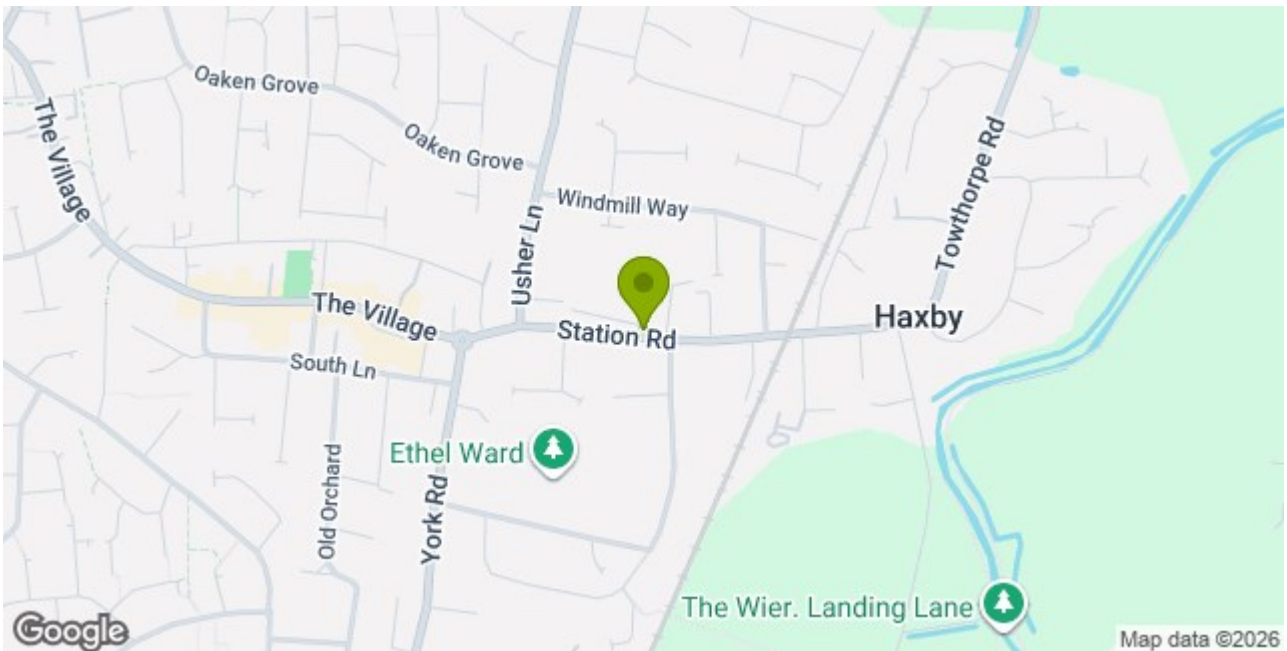 Oaken Grove
Oaken Grove
The Village
Windmill Way
Towthorpe Rd
Usher Ln
The Village
Station Rd
Haxby
South Ln
Ethel Ward
Old Orchard
York Rd
The Wier. Landing Lane
Google
Map data ©2026